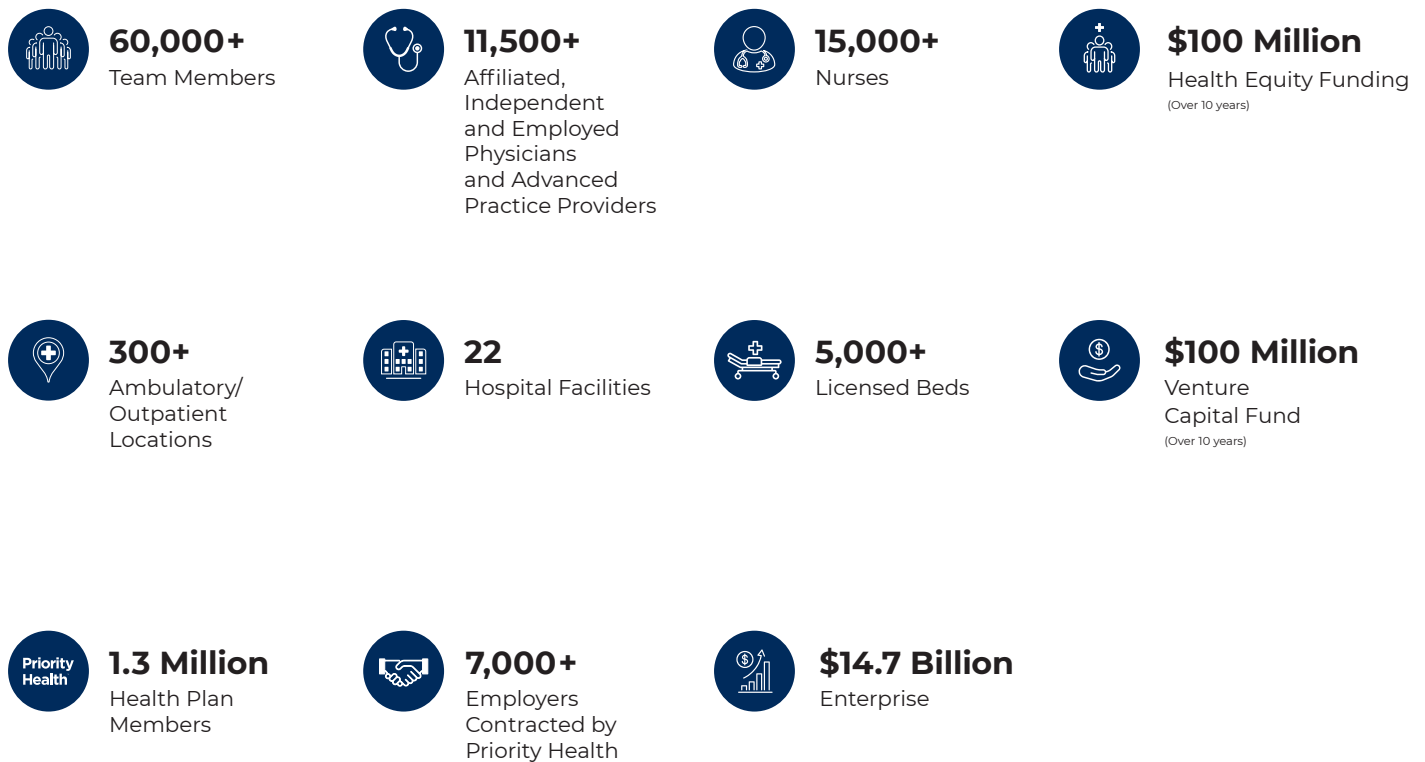 60,000+
Team Members
11,500+
Affiliated,
Independent
and Employed
Physicians
and Advanced
Practice Providers
15,000+
Nurses
$100 Million
Health Equity Funding
(Over 10 years)
300+
Ambulatory/
Outpatient
Locations
22
Hospital Facilities
5,000+
Licensed Beds
$100 Million
Venture
Capital Fund
(Over 10 years)
Priority
Health
1.3 Million
Health Plan
Members
7,000+
Employers
Contracted by
Priority Health
$
$14.7 Billion
Enterprise